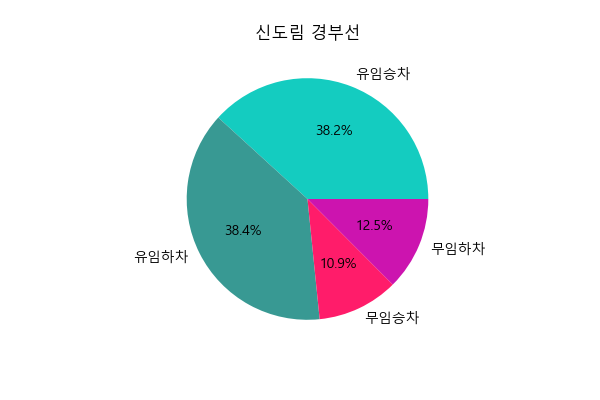 신도림 경부선
유임승차
38.2%
38.4%
유임하차
10.9%
무임승차
12.5%
무임하차